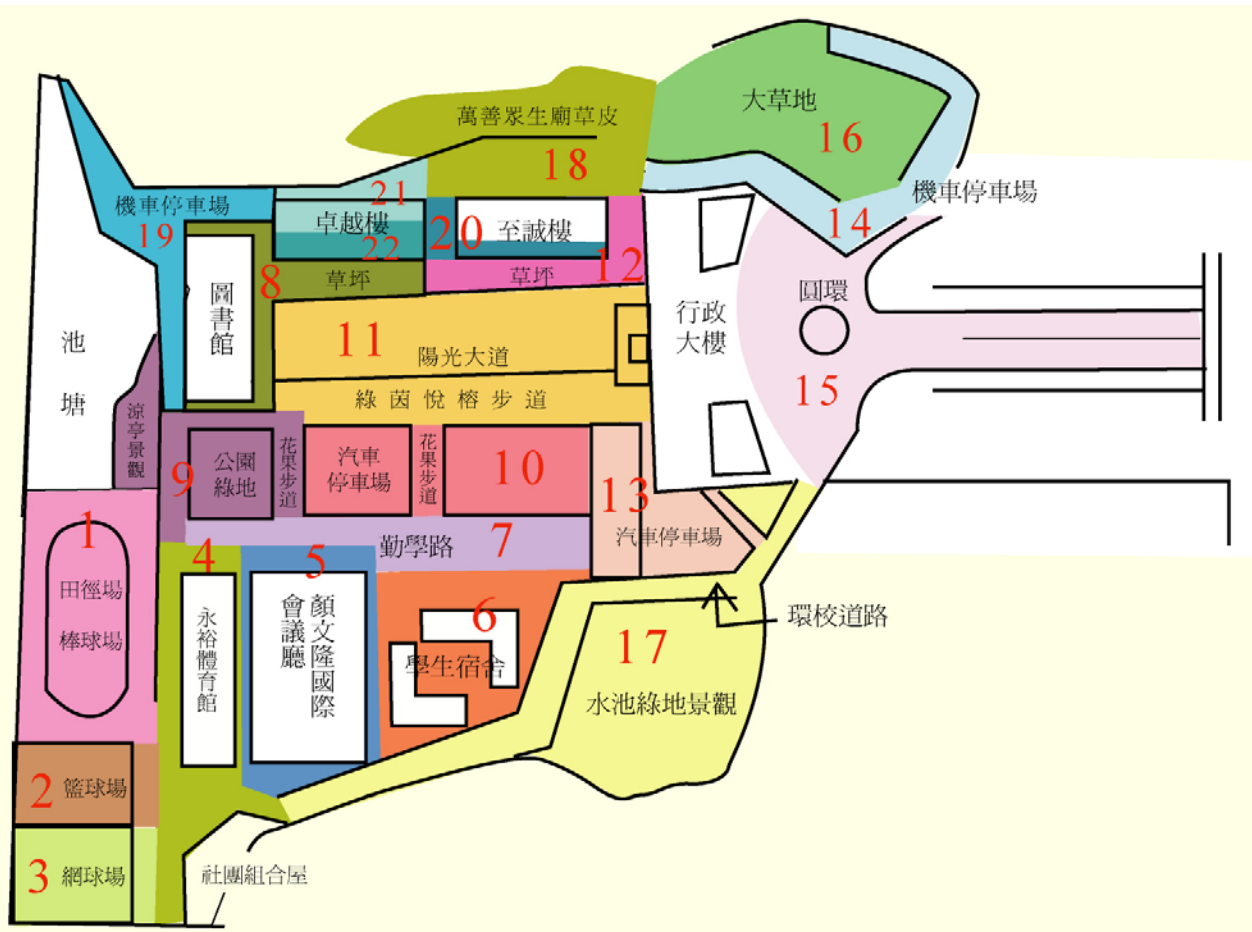 萬善眾生廟草皮
18
大草地
16
機車停車場
14
機車停車場
19
21
卓越樓
22
20
至誠樓
12
8
草坪
草坪
圖書館
11
陽光大道
綠茵悅榕步道
行政
大樓
圓環
15
池塘
涼亭景觀
9
公園
綠地
花果步道
汽車
停車場
花果步道
10
13
汽車停車場
勤學路
7
1
田徑場
棒球場
4
永裕體育館
5
顏文隆國際
會議廳
6
學生宿舍
17
水池綠地景觀
環校道路
2
籃球場
3
網球場
社團組合屋